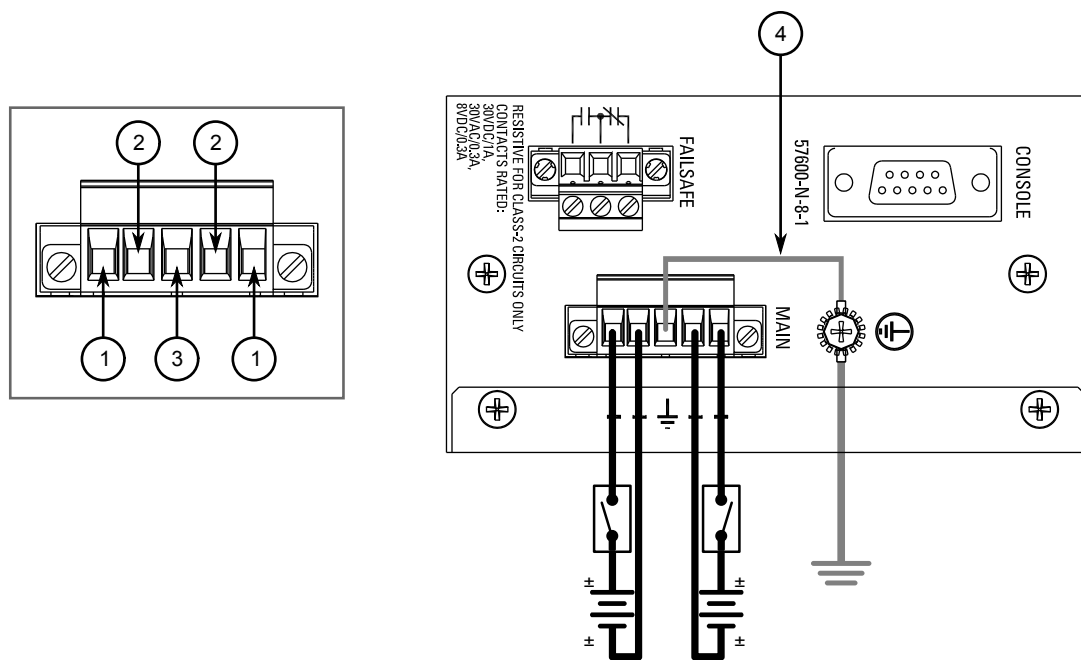 2
2
1
3
1
4
RESISTIVE FOR CLASS-2 CIRCUITS ONLY
CONTACTS RATED:
30VDC/1A,
30VAC/0.3A,
8VDC/0.3A
FAILSAFE
57600-N-8-1
CONSOLE
MAIN
±
±
±
±